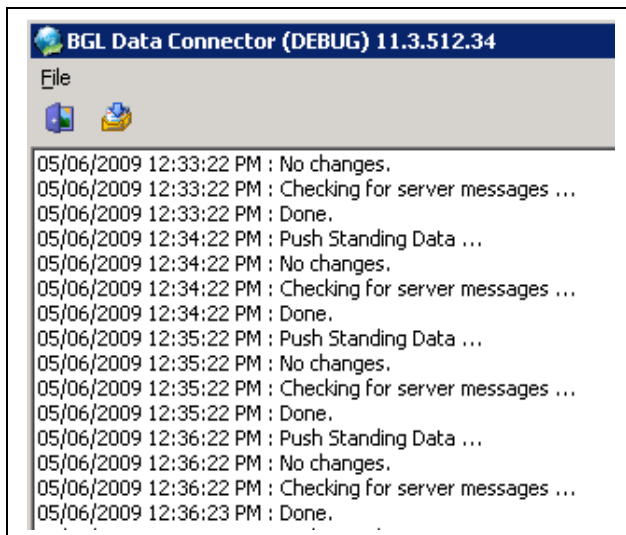 BGL Data Connector (DEBUG) 11.3.512.34
File
05/06/2009 12:33:22 PM : No changes.
05/06/2009 12:33:22 PM : Checking for server messages ...
05/06/2009 12:33:22 PM : Done.
05/06/2009 12:34:22 PM : Push Standing Data ...
05/06/2009 12:34:22 PM : No changes.
05/06/2009 12:34:22 PM : Checking for server messages ...
05/06/2009 12:34:22 PM : Done.
05/06/2009 12:35:22 PM : Push Standing Data ...
05/06/2009 12:35:22 PM : No changes.
05/06/2009 12:35:22 PM : Checking for server messages ...
05/06/2009 12:35:22 PM : Done.
05/06/2009 12:36:22 PM : Push Standing Data ...
05/06/2009 12:36:22 PM : No changes.
05/06/2009 12:36:22 PM : Checking for server messages ...
05/06/2009 12:36:23 PM : Done.